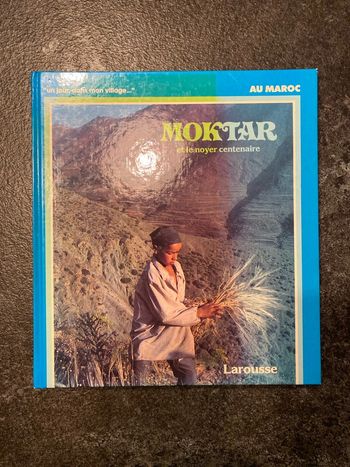 "un jour, dans mon village..."
AU MAROC
MOKTAR
et le noyer centenaire
Larousse